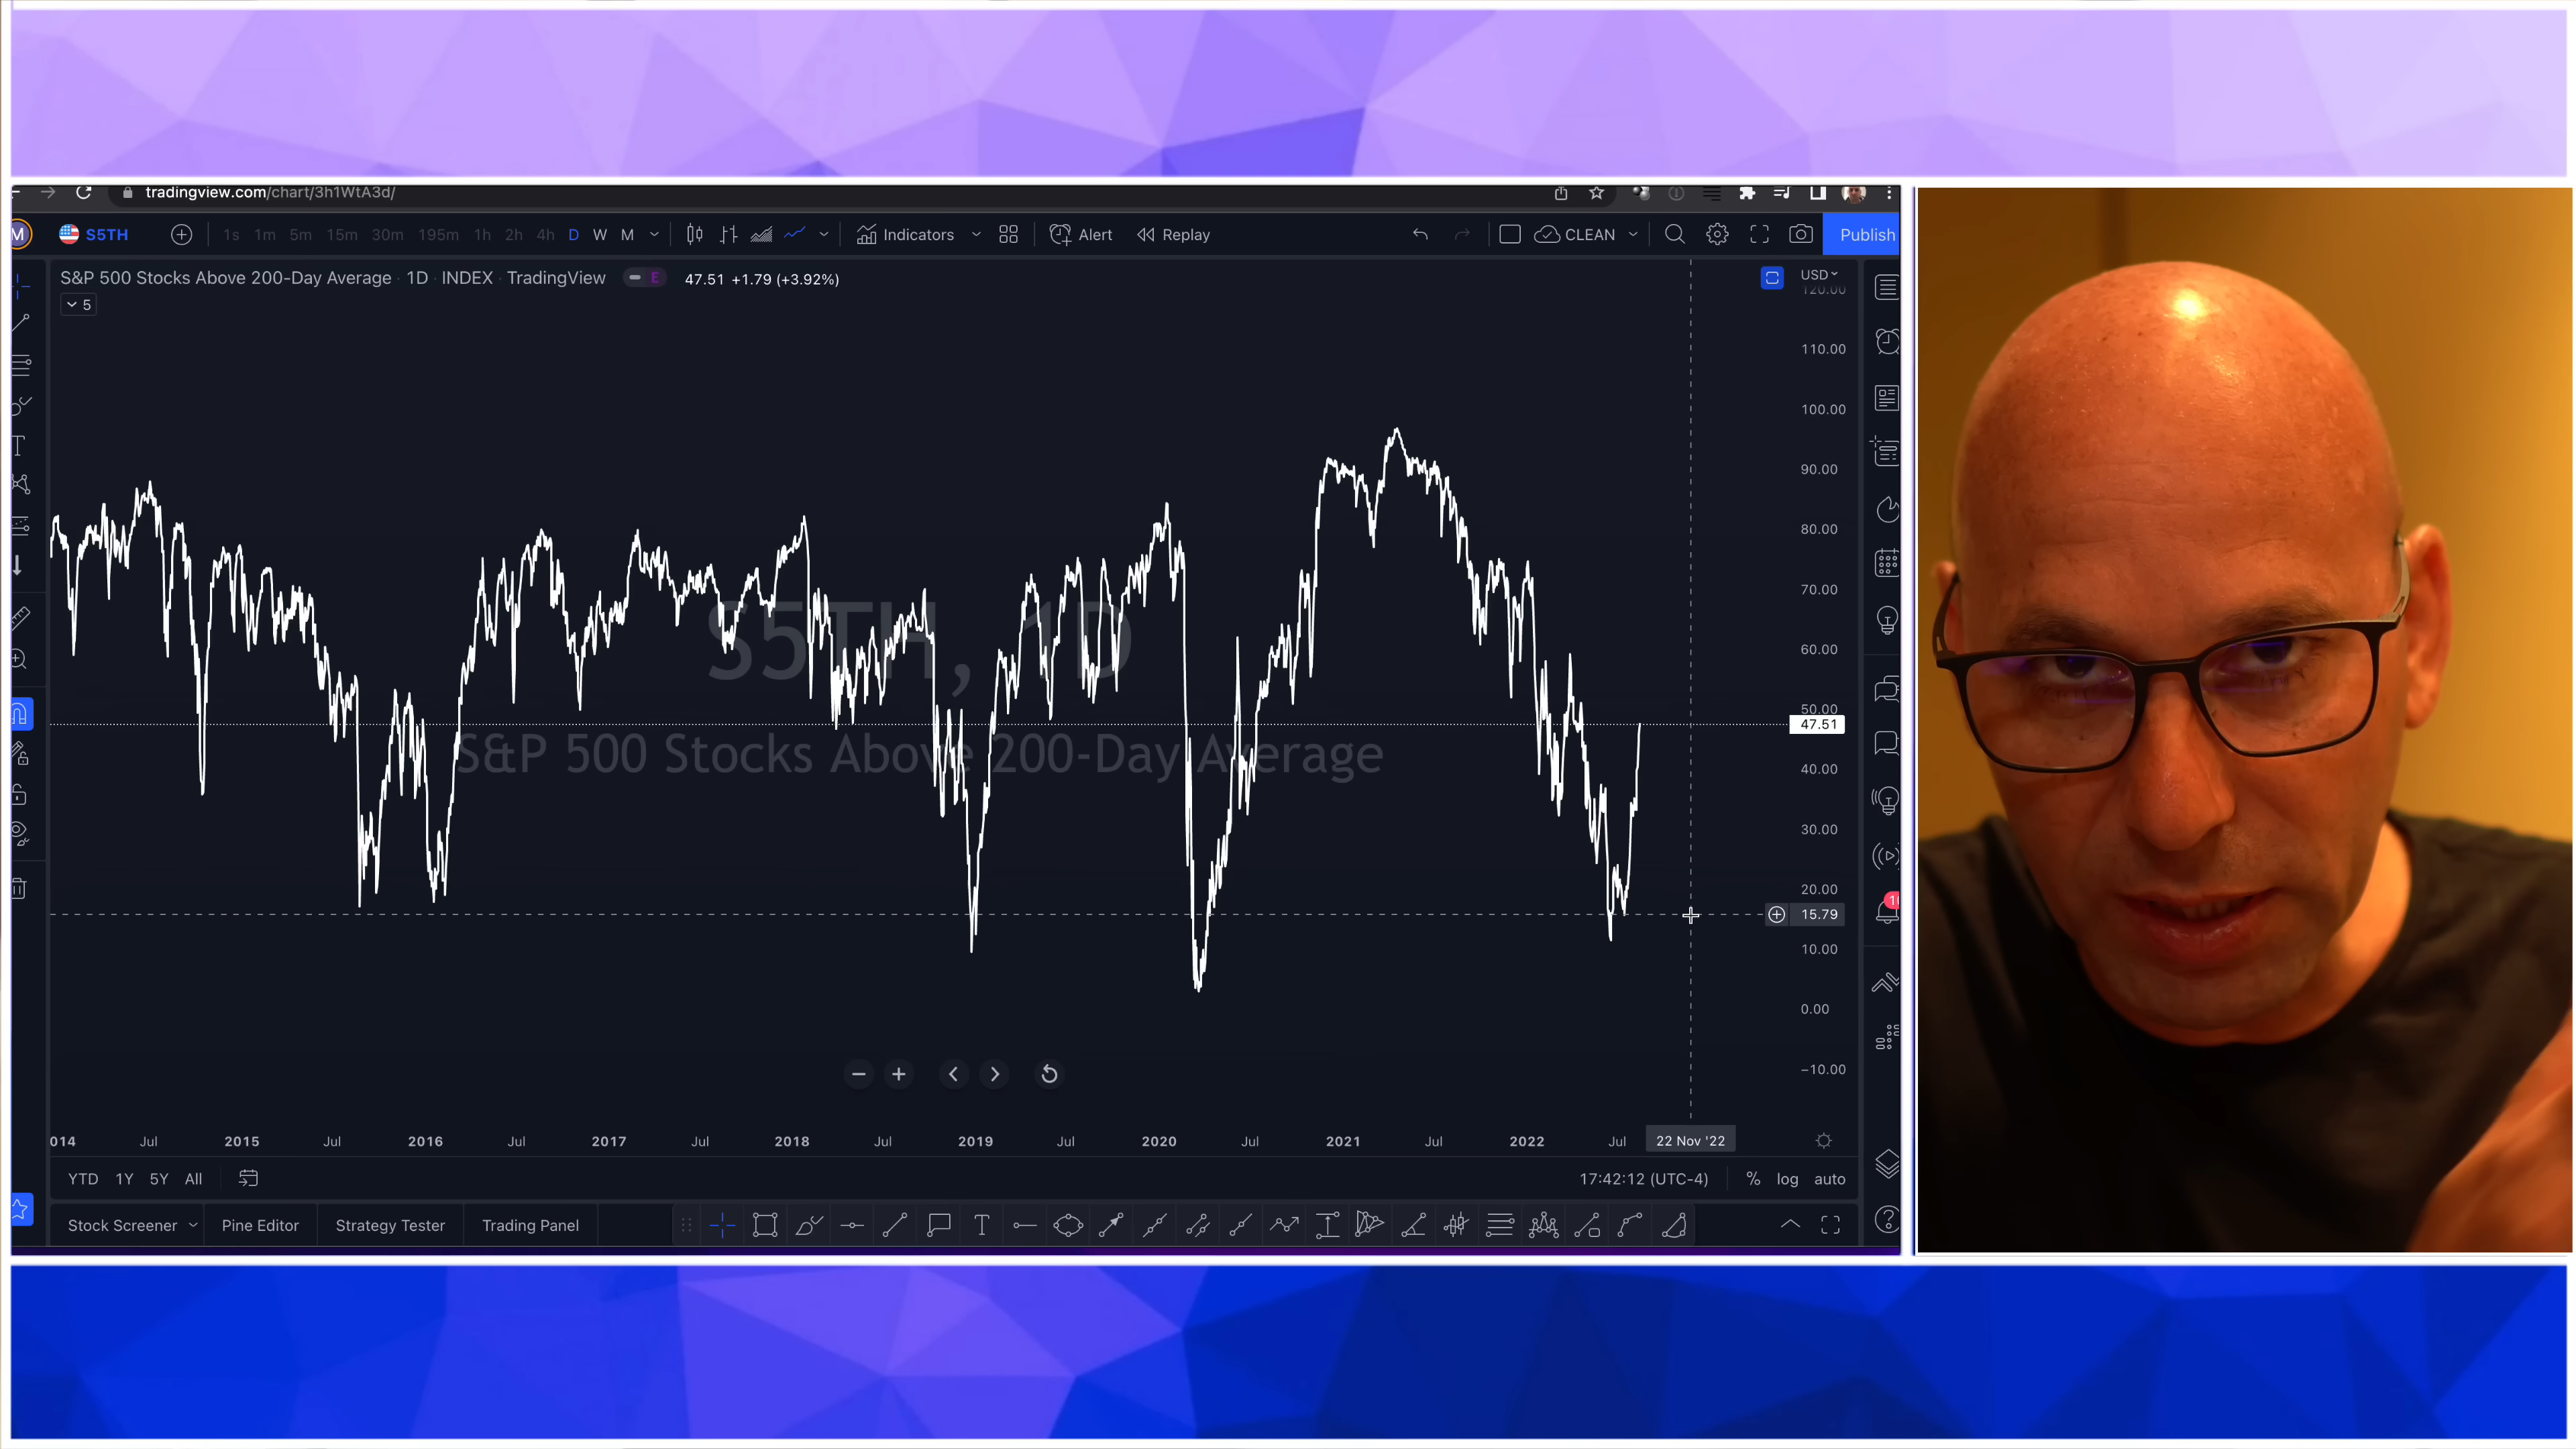 tradingview.com/chart/3h1WtA3d/
M S5TH 1s 1m 5m 15m 30m 195m 1h 2h 4h D W M Indicators Alert Replay CLEAN Publish
S&P 500 Stocks Above 200-Day Average · 1D · INDEX · TradingView E 47.51 +1.79 (+3.92%) USD
5
120.00
110.00
100.00
90.00
80.00
70.00
60.00
50.00
47.51
40.00
30.00
20.00
15.79
10.00
0.00
−10.00
S5TH, 1D
S&P 500 Stocks Above 200-Day Average
014 Jul 2015 Jul 2016 Jul 2017 Jul 2018 Jul 2019 Jul 2020 Jul 2021 Jul 2022 Jul 22 Nov '22
YTD 1Y 5Y All 17:42:12 (UTC-4) % log auto
Stock Screener Pine Editor Strategy Tester Trading Panel